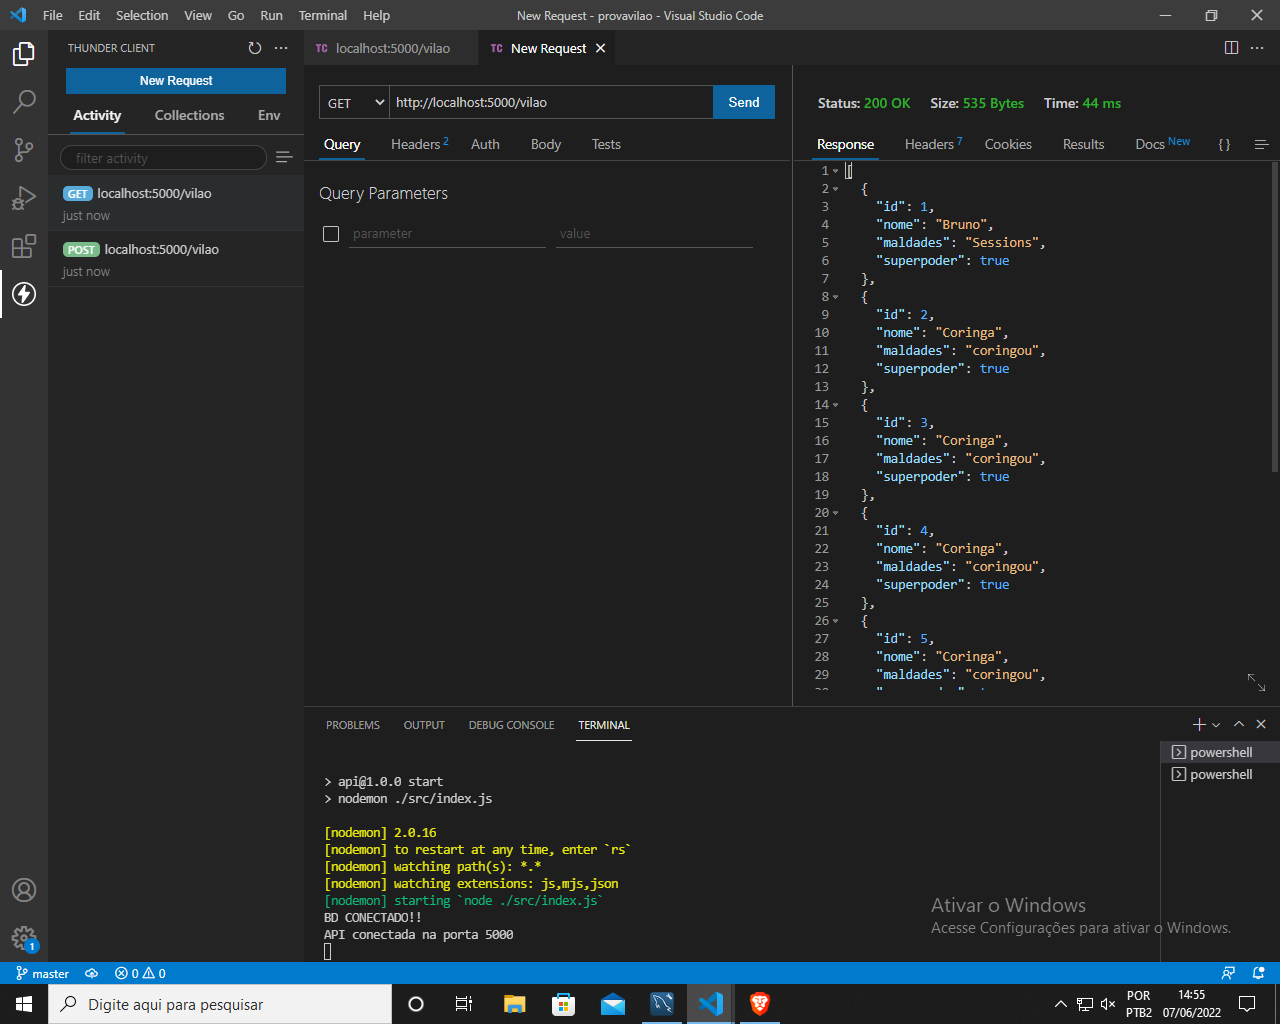 File Edit Selection View Go Run Terminal Help New Request - provavilao - Visual Studio Code
THUNDER CLIENT
New Request
Activity Collections Env
filter activity
GET localhost:5000/vilao
just now
POST localhost:5000/vilao
just now
TC localhost:5000/vilao TC New Request
GET http://localhost:5000/vilao Send
Query Headers 2 Auth Body Tests
Query Parameters
parameter value
Status: 200 OK Size: 535 Bytes Time: 44 ms
Response Headers 7 Cookies Results Docs New { }
1 [
2 {
3 "id": 1,
4 "nome": "Bruno",
5 "maldades": "Sessions",
6 "superpoder": true
7 },
8 {
9 "id": 2,
10 "nome": "Coringa",
11 "maldades": "coringou",
12 "superpoder": true
13 },
14 {
15 "id": 3,
16 "nome": "Coringa",
17 "maldades": "coringou",
18 "superpoder": true
19 },
20 {
21 "id": 4,
22 "nome": "Coringa",
23 "maldades": "coringou",
24 "superpoder": true
25 },
26 {
27 "id": 5,
28 "nome": "Coringa",
29 "maldades": "coringou",
PROBLEMS OUTPUT DEBUG CONSOLE TERMINAL
> api@1.0.0 start
> nodemon ./src/index.js
[nodemon] 2.0.16
[nodemon] to restart at any time, enter `rs`
[nodemon] watching path(s): *.*
[nodemon] watching extensions: js,mjs,json
[nodemon] starting `node ./src/index.js`
BD CONECTADO!!
API conectada na porta 5000
powershell
powershell
Ativar o Windows
Acesse Configurações para ativar o Windows.
1
master 0 0
Digite aqui para pesquisar
POR
PTB2
14:55
07/06/2022